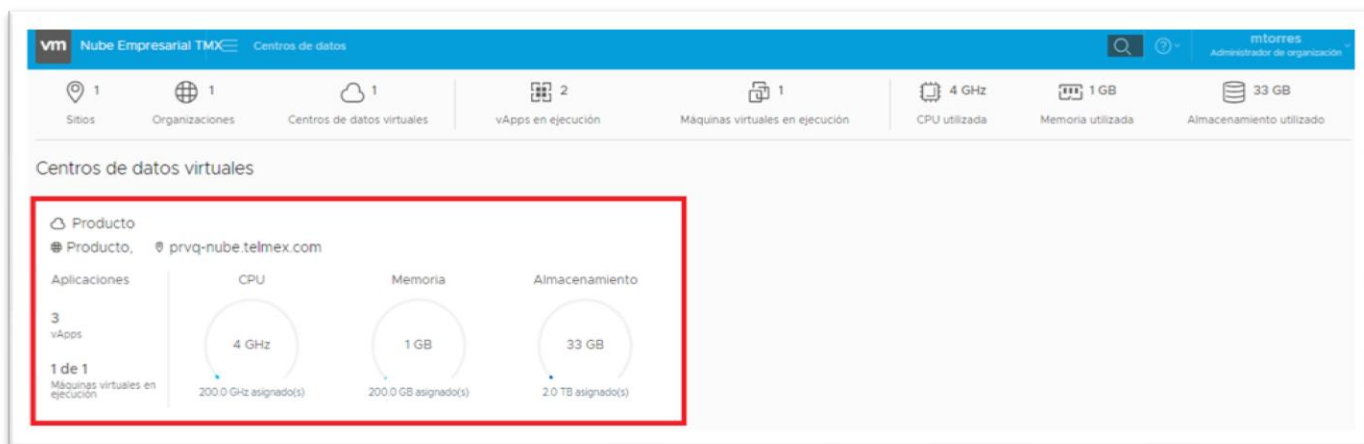 vm Nube Empresarial TMX Centros de datos mtorres
Administrador de organización
1 1 1 2 1 4 GHz 1 GB 33 GB
Sitios Organizaciones Centros de datos virtuales vApps en ejecución Máquinas virtuales en ejecución CPU utilizada Memoria utilizada Almacenamiento utilizado
Centros de datos virtuales
Producto
Producto, prvq-nube.telmex.com
Aplicaciones CPU Memoria Almacenamiento
3
vApps
4 GHz 1 GB 33 GB
1 de 1
Máquinas virtuales en
ejecución
200.0 GHz asignado(s) 200.0 GB asignado(s) 2.0 TB asignado(s)